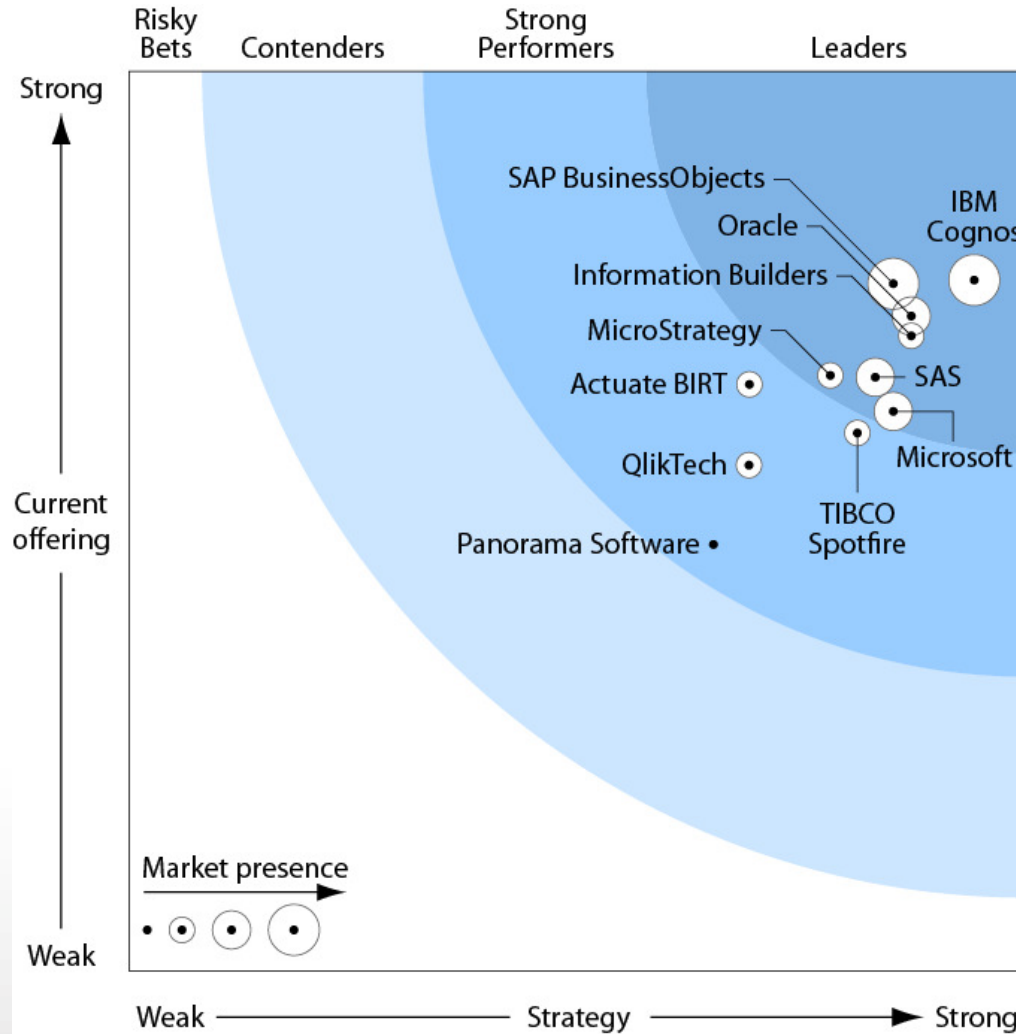 Risky
Bets
Contenders
Strong
Performers
Leaders
Strong
SAP BusinessObjects
IBM
Cognos
Oracle
Information Builders
MicroStrategy
Actuate BIRT
SAS
QlikTech
Microsoft
Current
offering
TIBCO
Spotfire
Panorama Software
Market presence
Weak
Weak
Strategy
Strong